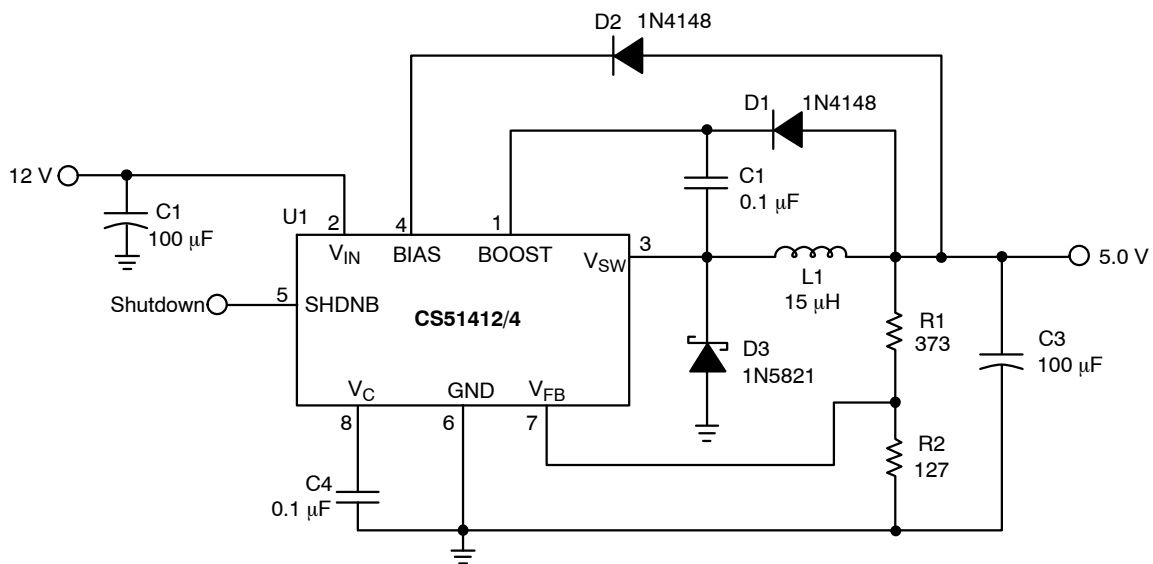 D2 1N4148
D1 1N4148
12 V
C1
100 μF
C1
0.1 μF
U1
2
4
1
3
VIN
BIAS
BOOST
VSW
5.0 V
L1
15 μH
Shutdown
5
SHDNB
CS51412/4
R1
373
C3
100 μF
D3
1N5821
VC
GND
VFB
8
6
7
R2
127
C4
0.1 μF